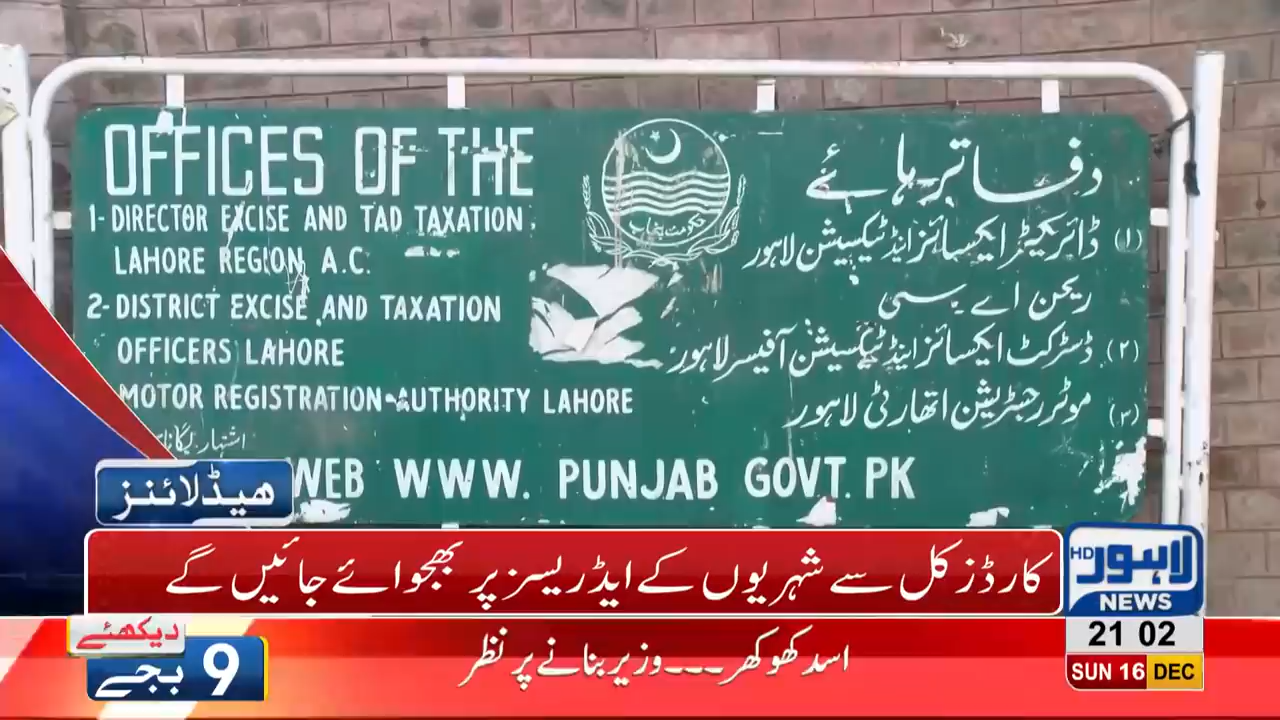 OFFICES OF THE
1- DIRECTOR EXCISE AND TAD TAXATION,
LAHORE REGION A.C.
2- DISTRICT EXCISE AND TAXATION
OFFICERS LAHORE
MOTOR REGISTRATION-AUTHORITY LAHORE
WEB WWW. PUNJAB GOVT. PK
حکومت پنجاب
دفاتر ہائے
(۱) ڈائریکٹر ایکسائز اینڈ ٹیکسیشن لاہور
ریجن اے سی
(۲) ڈسٹرکٹ ایکسائز اینڈ ٹیکسیشن آفیسر لاہور
(۳) موٹر رجسٹریشن اتھارٹی لاہور
اشتہار لگانا
ھیڈلائنز
کارڈز کل سے شہریوں کے ایڈریسز پر بھجوائے جائیں گے
لاہور HD
NEWS
21 02
SUN 16 DEC
دیکھئے
9 بجے
اسد کھوکھر ۔۔۔ وزیر بنانے پر نظر